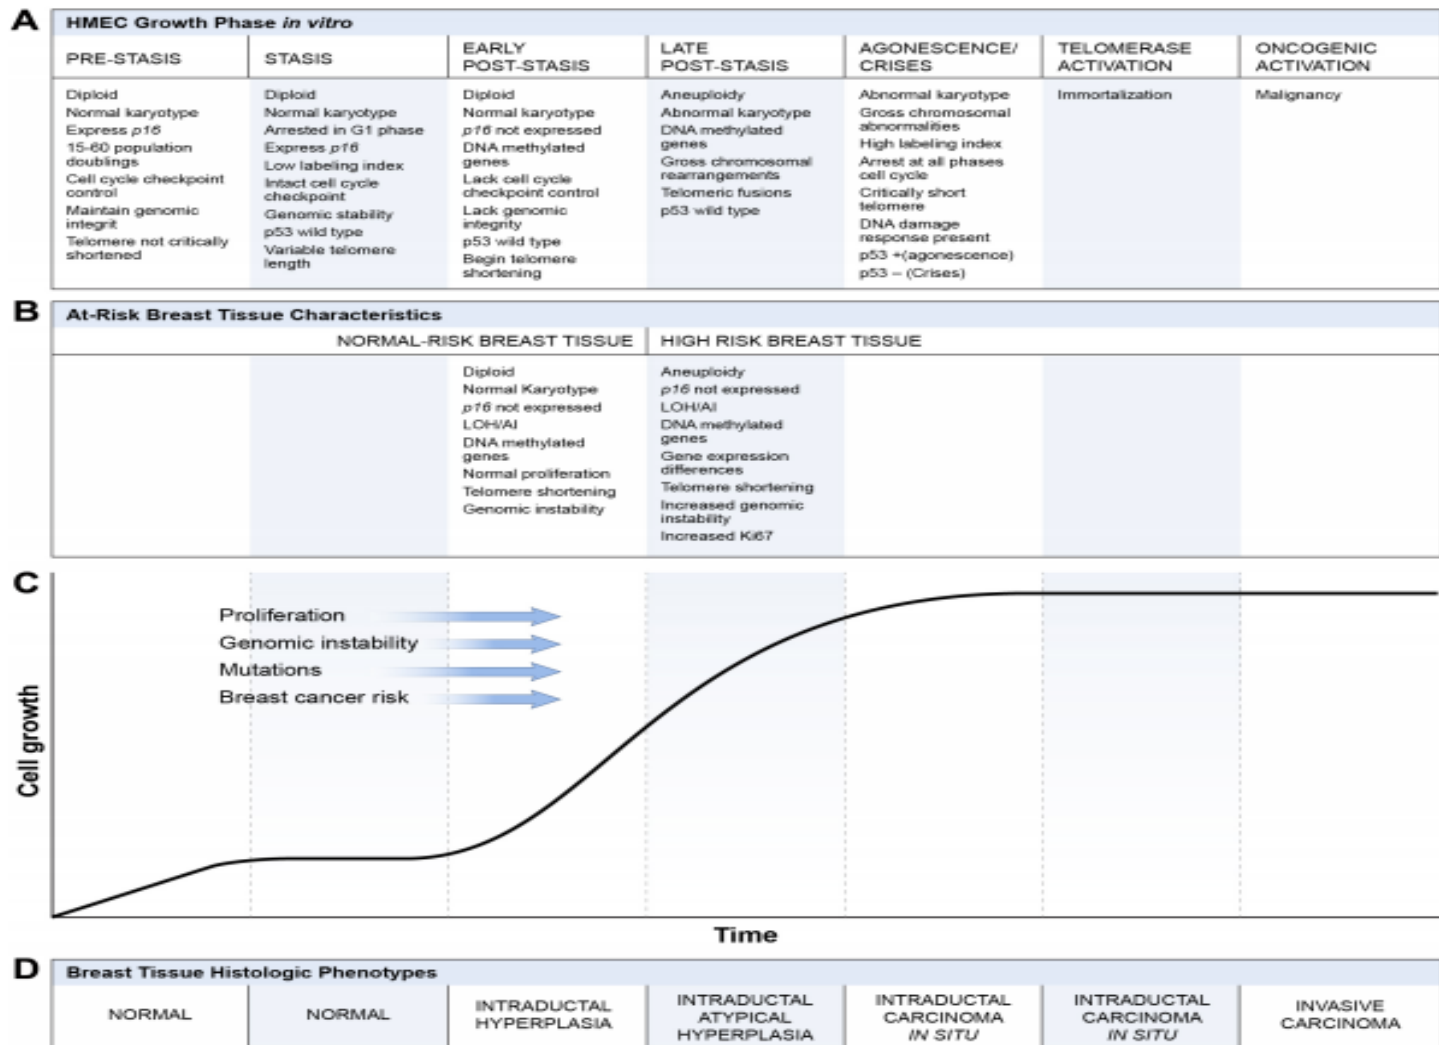 A
HMEC Growth Phase in vitro
PRE-STASIS
Diploid
Normal karyotype
Express p16
15-60 population
doublings
Cell cycle checkpoint
control
Maintain genomic
integrit
Telomere not critically
shortened
STASIS
Diploid
Normal karyotype
Arrested in G1 phase
Express p16
Low labeling index
Intact cell cycle
checkpoint
Genomic stability
p53 wild type
Variable telomere
length
EARLY
POST-STASIS
Diploid
Normal karyotype
p16 not expressed
DNA methylated
genes
Lack cell cycle
checkpoint control
Lack genomic
integrity
p53 wild type
Begin telomere
shortening
LATE
POST-STASIS
Aneuploidy
Abnormal karyotype
DNA methylated
genes
Gross chromosomal
rearrangements
Telomeric fusions
p53 wild type
AGONESCENCE/
CRISES
Abnormal karyotype
Gross chromosomal
abnormalities
High labeling index
Arrest at all phases
cell cycle
Critically short
telomere
DNA damage
response present
p53 +(agonescence)
p53 – (Crises)
TELOMERASE
ACTIVATION
Immortalization
ONCOGENIC
ACTIVATION
Malignancy
B
At-Risk Breast Tissue Characteristics
NORMAL-RISK BREAST TISSUE
Diploid
Normal Karyotype
p16 not expressed
LOH/AI
DNA methylated
genes
Normal proliferation
Telomere shortening
Genomic instability
HIGH RISK BREAST TISSUE
Aneuploidy
p16 not expressed
LOH/AI
DNA methylated
genes
Gene expression
differences
Telomere shortening
Increased genomic
instability
Increased Ki67
C
Proliferation
Genomic instability
Mutations
Breast cancer risk
Cell growth
Time
D
Breast Tissue Histologic Phenotypes
NORMAL
NORMAL
INTRADUCTAL
HYPERPLASIA
INTRADUCTAL
ATYPICAL
HYPERPLASIA
INTRADUCTAL
CARCINOMA
IN SITU
INTRADUCTAL
CARCINOMA
IN SITU
INVASIVE
CARCINOMA